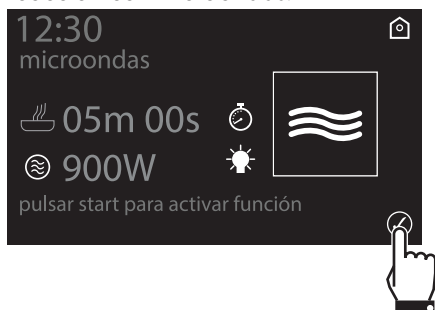 12:30
microondas
05m 00s
900W
pulsar start para activar función